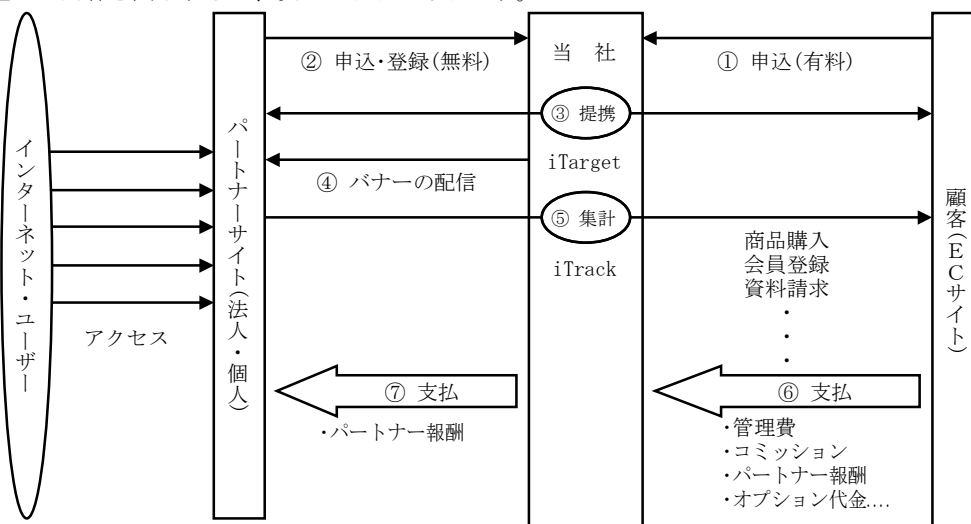 インターネット・ユーザー
アクセス
パートナーサイト(法人・個人)
② 申込・登録(無料)
④ バナーの配信
⑦ 支払
・パートナー報酬
当 社
③ 提携
iTarget
⑤ 集計
iTrack
① 申込(有料)
商品購入
会員登録
資料請求
・
・
・
⑥ 支払
・管理費
・コミッション
・パートナー報酬
・オプション代金....
顧客(ECサイト)